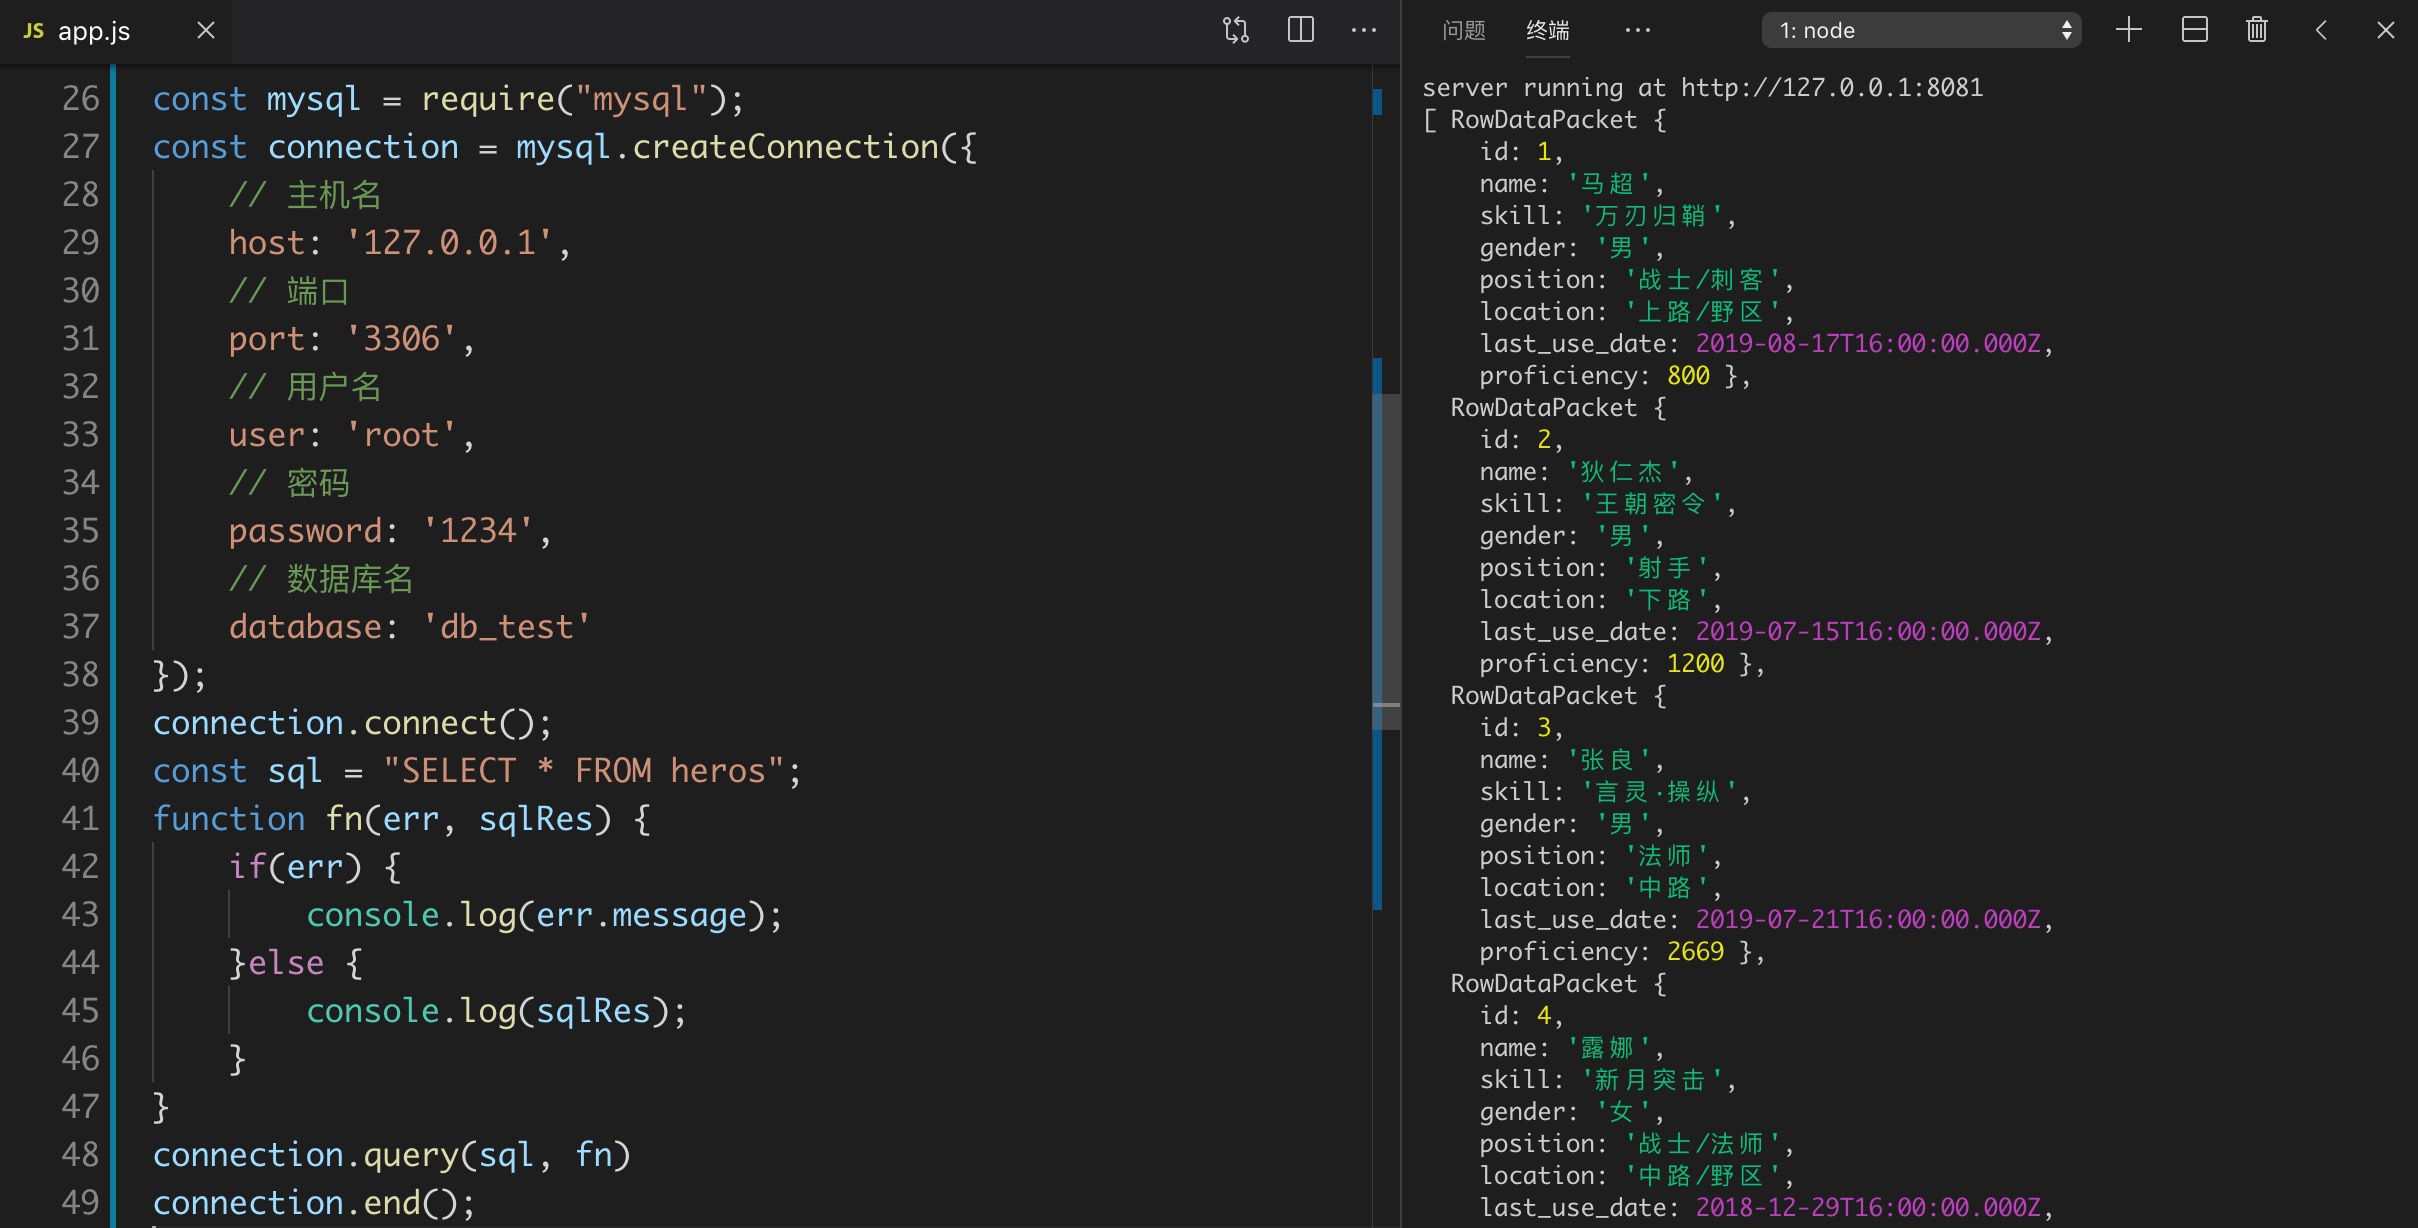 JS app.js
26 const mysql = require("mysql");
27 const connection = mysql.createConnection({
28 // 主机名
29 host: '127.0.0.1',
30 // 端口
31 port: '3306',
32 // 用户名
33 user: 'root',
34 // 密码
35 password: '1234',
36 // 数据库名
37 database: 'db_test'
38 });
39 connection.connect();
40 const sql = "SELECT * FROM heros";
41 function fn(err, sqlRes) {
42 if(err) {
43 console.log(err.message);
44 }else {
45 console.log(sqlRes);
46 }
47 }
48 connection.query(sql, fn)
49 connection.end();
问题 终端 ··· 1: node
server running at http://127.0.0.1:8081
[ RowDataPacket {
id: 1,
name: '马超',
skill: '万刃归鞘',
gender: '男',
position: '战士/刺客',
location: '上路/野区',
last_use_date: 2019-08-17T16:00:00.000Z,
proficiency: 800 },
RowDataPacket {
id: 2,
name: '狄仁杰',
skill: '王朝密令',
gender: '男',
position: '射手',
location: '下路',
last_use_date: 2019-07-15T16:00:00.000Z,
proficiency: 1200 },
RowDataPacket {
id: 3,
name: '张良',
skill: '言灵·操纵',
gender: '男',
position: '法师',
location: '中路',
last_use_date: 2019-07-21T16:00:00.000Z,
proficiency: 2669 },
RowDataPacket {
id: 4,
name: '露娜',
skill: '新月突击',
gender: '女',
position: '战士/法师',
location: '中路/野区',
last_use_date: 2018-12-29T16:00:00.000Z,